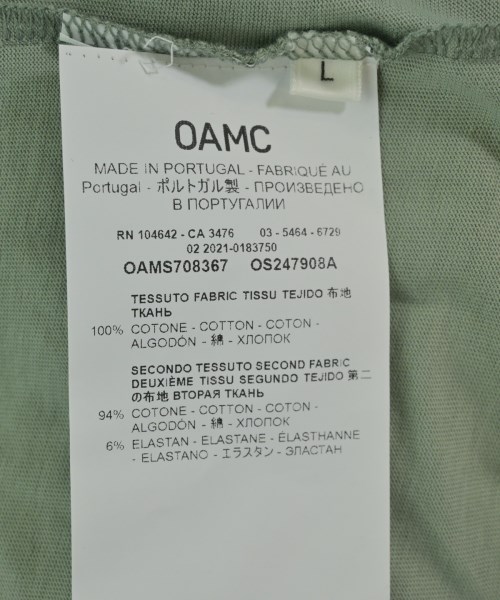 L
OAMC
MADE IN PORTUGAL - FABRIQUÉ AU
Portugal - ポルトガル製 - ПРОИЗВЕДЕНО
В ПОРТУГАЛИИ
RN 104642 - CA 3476 03 - 5464 - 6729
02 2021-0183750
OAMS708367 OS247908A
TESSUTO FABRIC TISSU TEJIDO 布地
ТКАНЬ
100% COTONE - COTTON - COTON -
ALGODÓN - 綿 - ХЛОПОК
SECONDO TESSUTO SECOND FABRIC
DEUXIÈME TISSU SEGUNDO TEJIDO 第二
の布地 ВТОРАЯ ТКАНЬ
94% COTONE - COTTON - COTON -
ALGODÓN - 綿 - ХЛОПОК
6% ELASTAN - ELASTANE - ÉLASTHANNE
- ELASTANO - エラスタン - ЭЛАСТАН